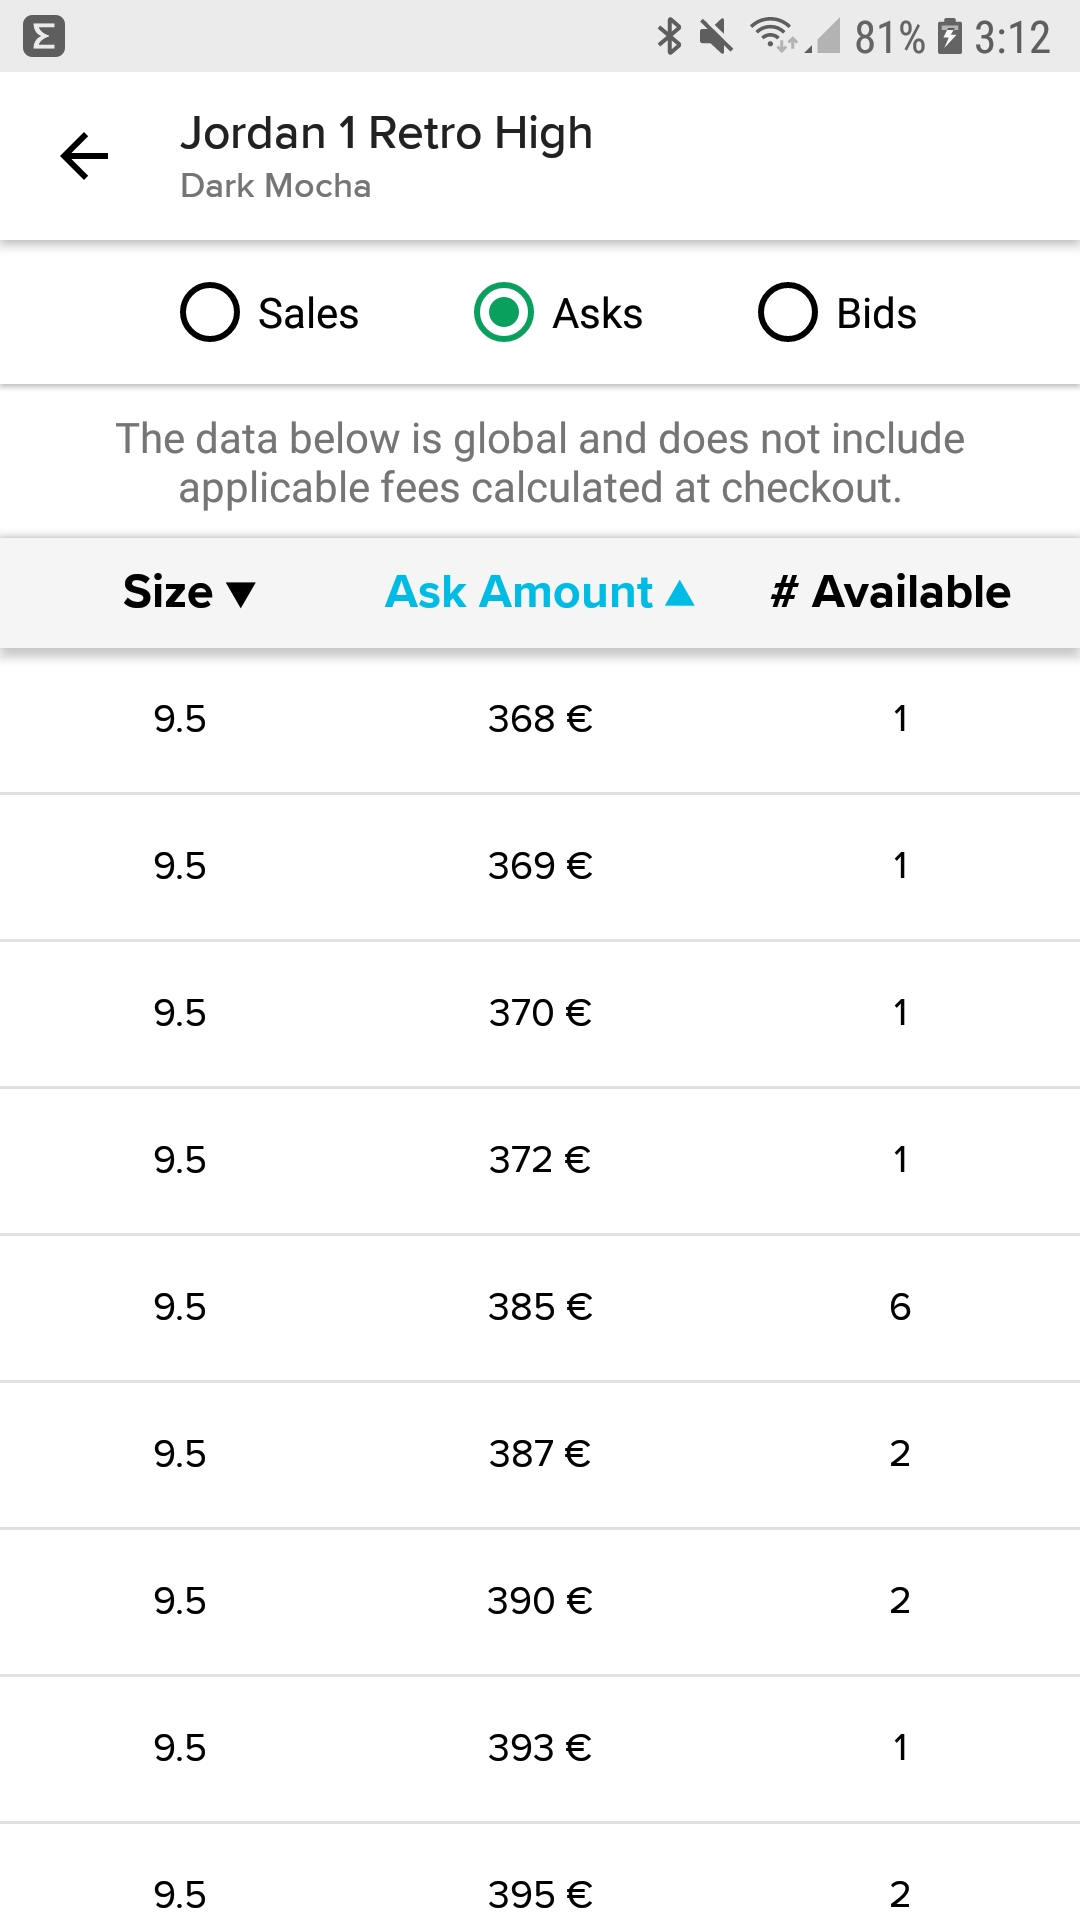 81% 3:12
Jordan 1 Retro High
Dark Mocha
Sales Asks Bids
The data below is global and does not include
applicable fees calculated at checkout.
Size ▼ Ask Amount ▲ # Available
9.5 368 € 1
9.5 369 € 1
9.5 370 € 1
9.5 372 € 1
9.5 385 € 6
9.5 387 € 2
9.5 390 € 2
9.5 393 € 1
9.5 395 € 2